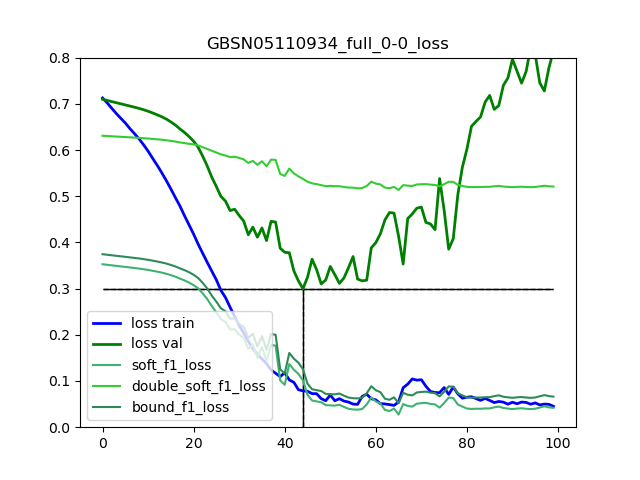 GBSN05110934_full_0-0_loss
0.8
0.7
0.6
0.5
0.4
0.3
0.2
0.1
0.0
loss train
loss val
soft_f1_loss
double_soft_f1_loss
bound_f1_loss
0 20 40 60 80 100